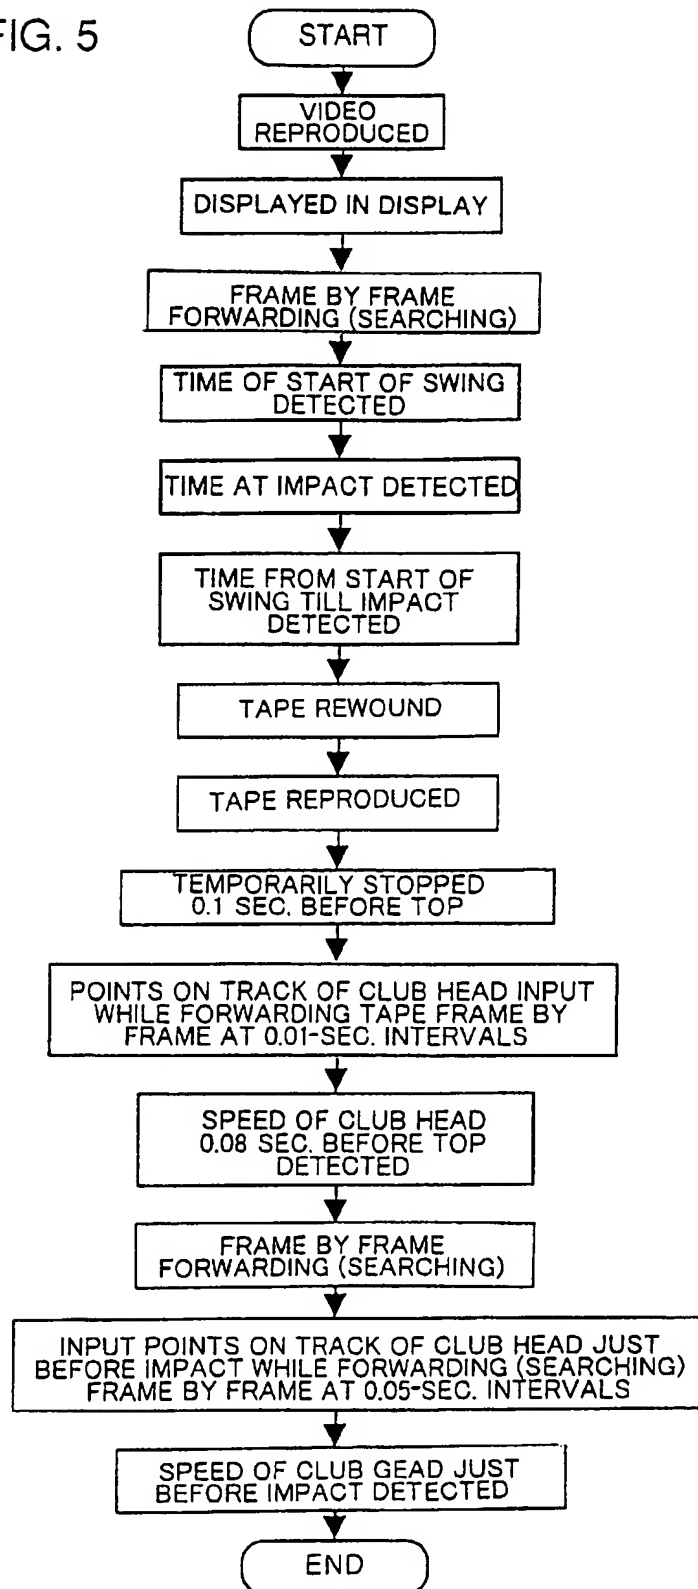 FIG. 5
START
VIDEO
REPRODUCED
DISPLAYED IN DISPLAY
FRAME BY FRAME
FORWARDING (SEARCHING)
TIME OF START OF SWING
DETECTED
TIME AT IMPACT DETECTED
TIME FROM START OF
SWING TILL IMPACT
DETECTED
TAPE REWOUND
TAPE REPRODUCED
TEMPORARILY STOPPED
0.1 SEC. BEFORE TOP
POINTS ON TRACK OF CLUB HEAD INPUT
WHILE FORWARDING TAPE FRAME BY
FRAME AT 0.01-SEC. INTERVALS
SPEED OF CLUB HEAD
0.08 SEC. BEFORE TOP
DETECTED
FRAME BY FRAME
FORWARDING (SEARCHING)
INPUT POINTS ON TRACK OF CLUB HEAD JUST
BEFORE IMPACT WHILE FORWARDING (SEARCHING)
FRAME BY FRAME AT 0.05-SEC. INTERVALS
SPEED OF CLUB GEAD JUST
BEFORE IMPACT DETECTED
END